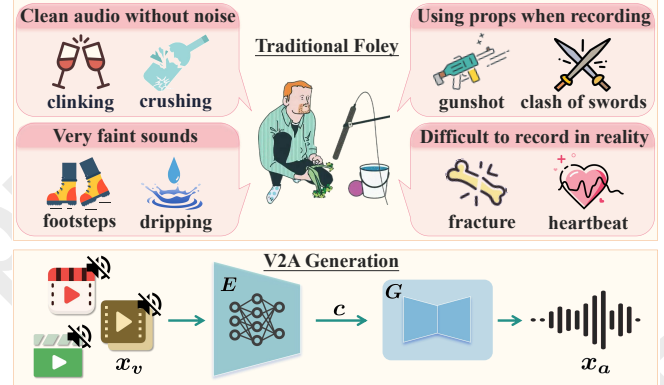 Clean audio without noise
clinking
crushing
Traditional Foley
Using props when recording
gunshot
clash of swords
Very faint sounds
footsteps
dripping
Difficult to record in reality
fracture
heartbeat
V2A Generation
x_v
E
c
G
x_a